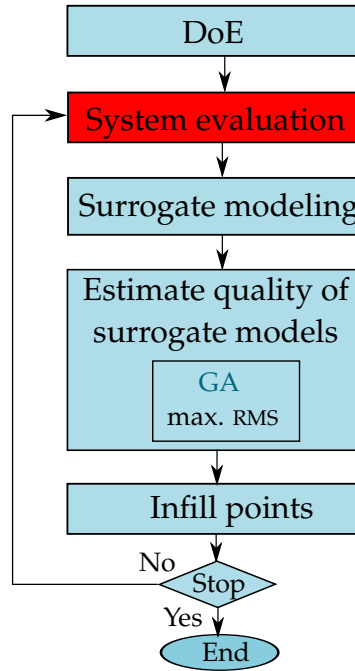 DoE
System evaluation
Surrogate modeling
Estimate quality of
surrogate models
GA
max. RMS
Infill points
No
Stop
Yes
End